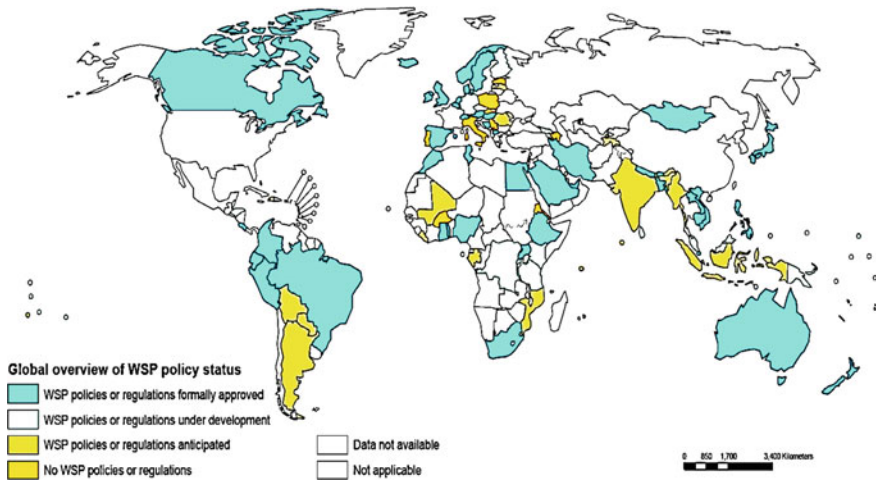 Global overview of WSP policy status
WSP policies or regulations formally approved
WSP policies or regulations under development
WSP policies or regulations anticipated
No WSP policies or regulations
Data not available
Not applicable
0 850 1,700 3,400 Kilometers